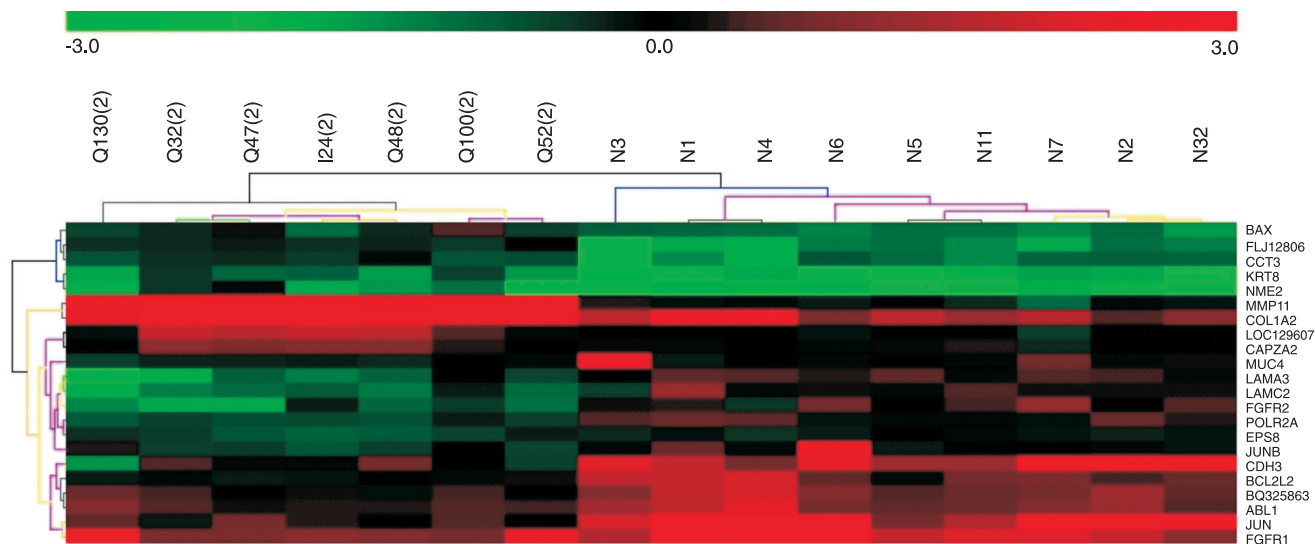 -3.0 0.0 3.0
Q130(2) Q32(2) Q47(2) I24(2) Q48(2) Q100(2) Q52(2) N3 N1 N4 N6 N5 N11 N7 N2 N32
BAX
FLJ12806
CCT3
KRT8
NME2
MMP11
COL1A2
LOC129607
CAPZA2
MUC4
LAMA3
LAMC2
FGFR2
POLR2A
EPS8
JUNB
CDH3
BCL2L2
BQ325863
ABL1
JUN
FGFR1